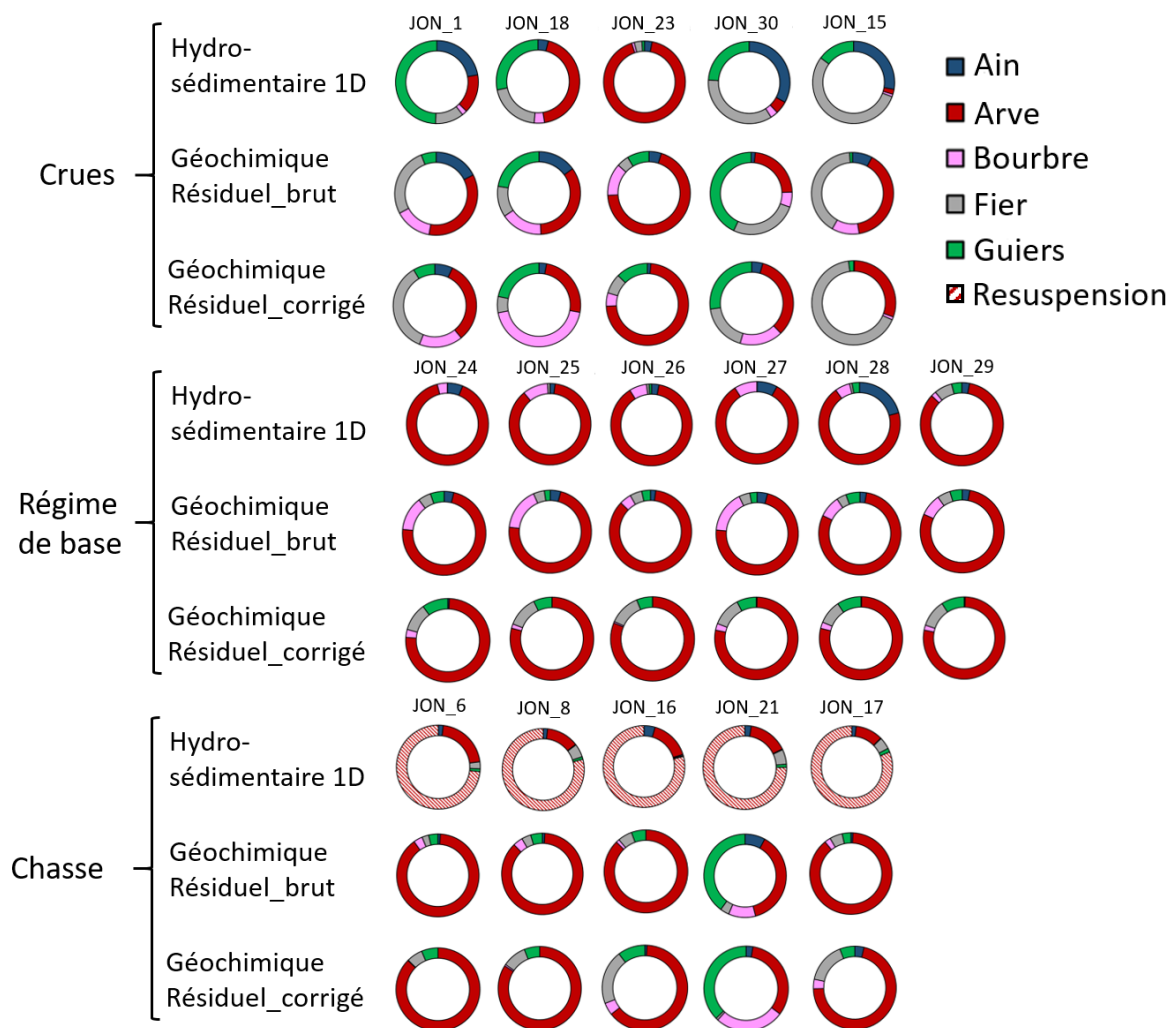 JON_1 JON_18 JON_23 JON_30 JON_15
Hydro-
sédimentaire 1D
Crues
Géochimique
Résiduel_brut
Géochimique
Résiduel_corrigé
Ain
Arve
Bourbre
Fier
Guiers
Resuspension
JON_24 JON_25 JON_26 JON_27 JON_28 JON_29
Hydro-
sédimentaire 1D
Régime
de base
Géochimique
Résiduel_brut
Géochimique
Résiduel_corrigé
JON_6 JON_8 JON_16 JON_21 JON_17
Hydro-
sédimentaire 1D
Chasse
Géochimique
Résiduel_brut
Géochimique
Résiduel_corrigé